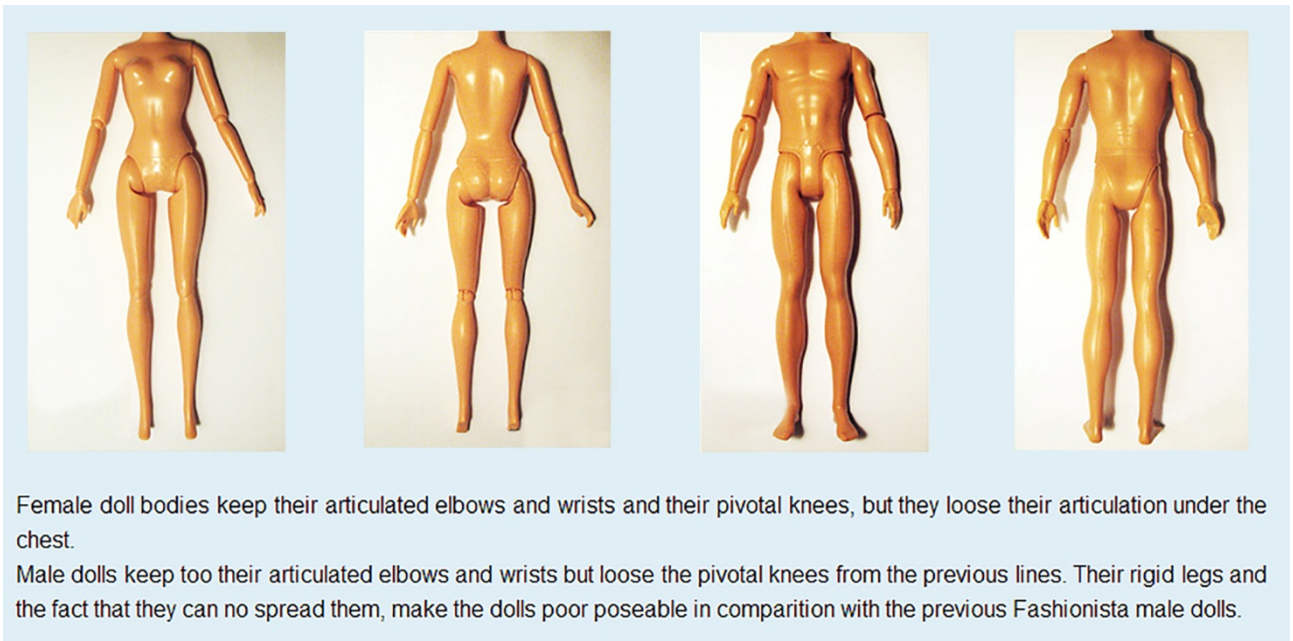 Female doll bodies keep their articulated elbows and wrists and their pivotal knees, but they loose their articulation under the
chest.
Male dolls keep too their articulated elbows and wrists but loose the pivotal knees from the previous lines. Their rigid legs and
the fact that they can no spread them, make the dolls poor poseable in comparition with the previous Fashionista male dolls.